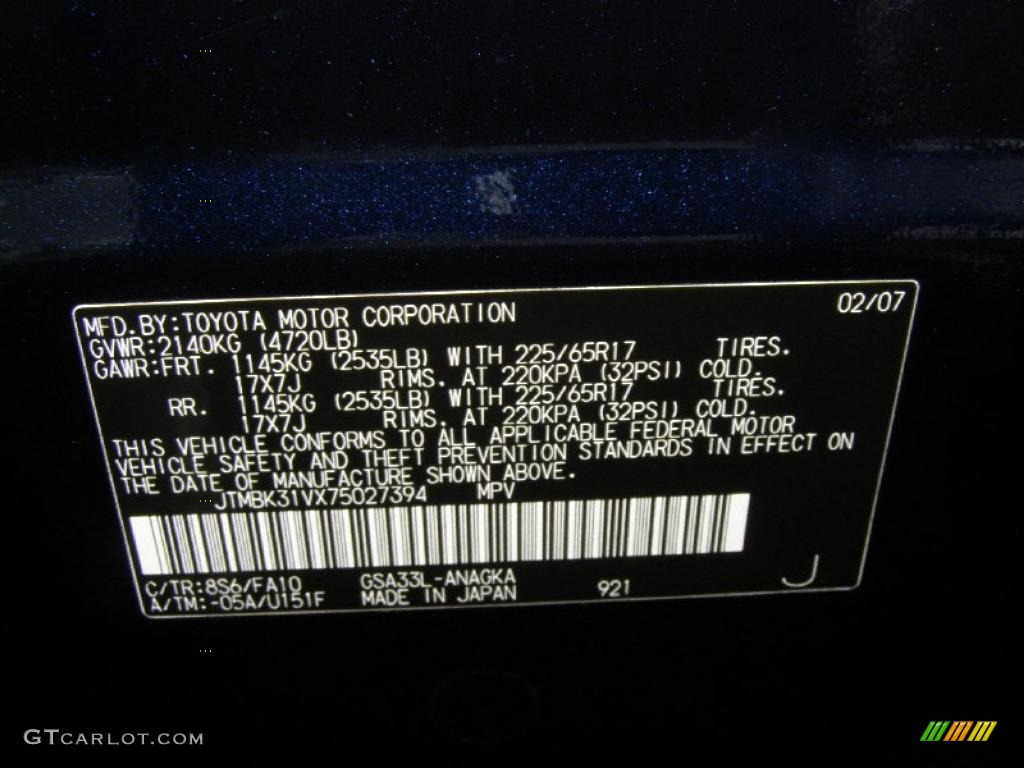 02/07
MFD.BY:TOYOTA MOTOR CORPORATION
GVWR:2140KG (4720LB)
GAWR:FRT. 1145KG (2535LB) WITH 225/65R17 TIRES.
17X7J RIMS. AT 220KPA (32PSI) COLD.
RR. 1145KG (2535LB) WITH 225/65R17 TIRES.
17X7J RIMS. AT 220KPA (32PSI) COLD.
THIS VEHICLE CONFORMS TO ALL APPLICABLE FEDERAL MOTOR
VEHICLE SAFETY AND THEFT PREVENTION STANDARDS IN EFFECT ON
THE DATE OF MANUFACTURE SHOWN ABOVE.
JTMBK31VX75027394 MPV
C/TR:8S6/FA10 GSA33L-ANAGKA 921 J
A/TM:-05A/U151F MADE IN JAPAN
GTCARLOT.COM